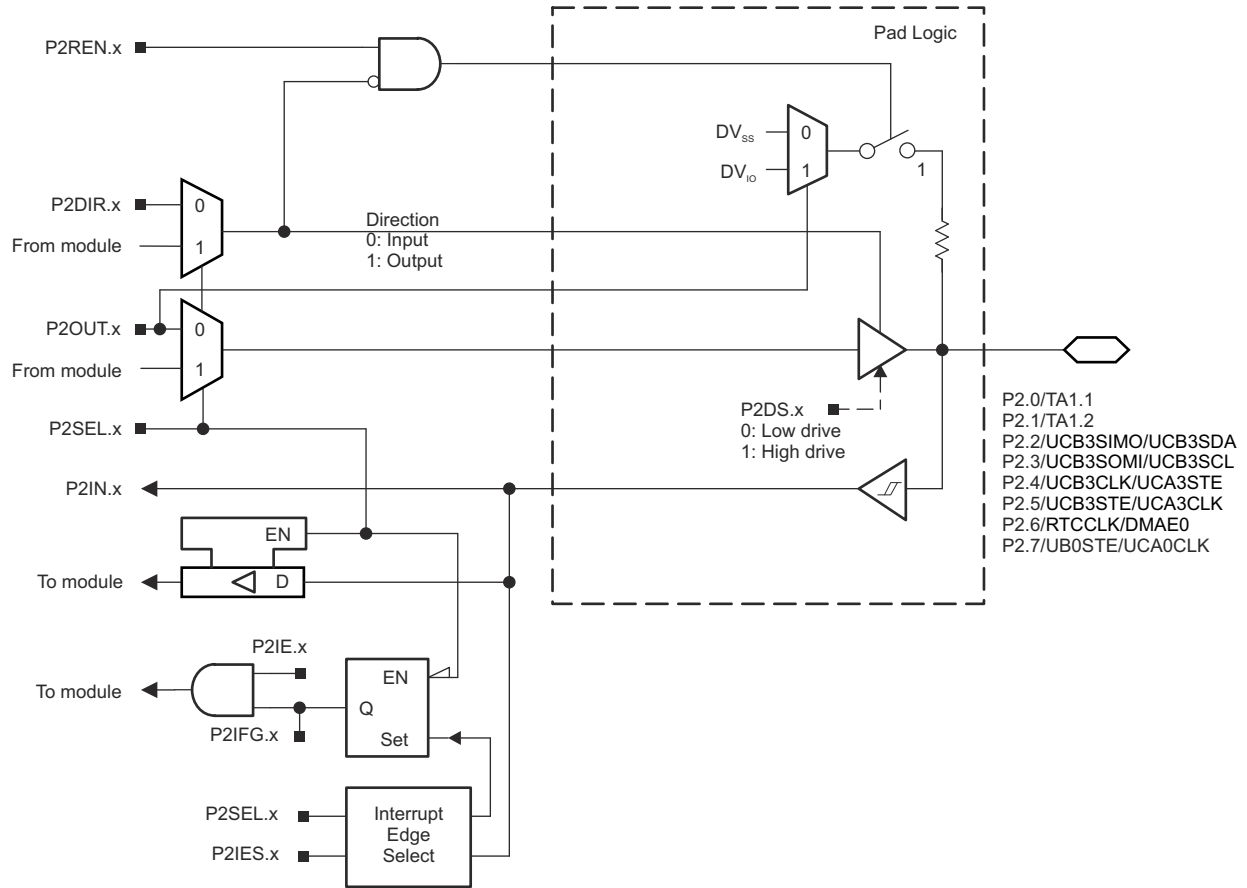 Pad Logic
P2REN.x
DVSS
0
DVIO
1
1
P2DIR.x
0
From module
1
Direction
0: Input
1: Output
P2OUT.x
0
From module
1
P2DS.x
0: Low drive
1: High drive
P2SEL.x
P2.0/TA1.1
P2.1/TA1.2
P2.2/UCB3SIMO/UCB3SDA
P2.3/UCB3SOMI/UCB3SCL
P2.4/UCB3CLK/UCA3STE
P2.5/UCB3STE/UCA3CLK
P2.6/RTCCLK/DMAE0
P2.7/UB0STE/UCA0CLK
P2IN.x
EN
To module
D
P2IE.x
EN
To module
Q
P2IFG.x
Set
P2SEL.x
Interrupt
Edge
Select
P2IES.x